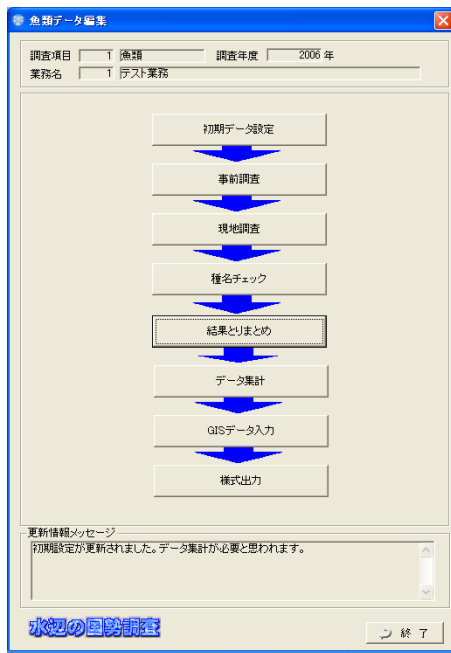 魚類データ編集
調査項目 1 魚類 調査年度 2006 年
業務名 1 テスト業務
初期データ設定
事前調査
現地調査
種名チェック
結果とりまとめ
データ集計
GISデータ入力
様式出力
更新情報メッセージ
初期設定が更新されました。データ集計が必要と思われます。
水辺の国勢調査
終 了